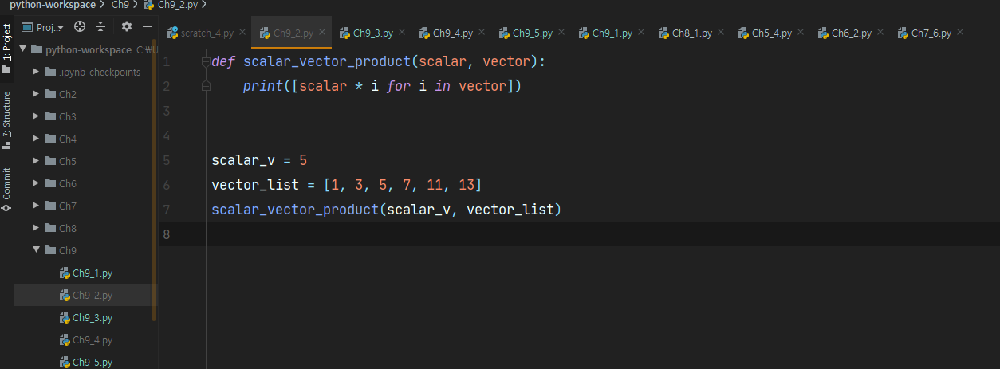 python-workspace > Ch9 > Ch9_2.py >
Proj...
scratch_4.py Ch9_2.py Ch9_3.py Ch9_4.py Ch9_5.py Ch9_1.py Ch8_1.py Ch5_4.py Ch6_2.py Ch7_6.py
1: Project
7: Structure
Commit
python-workspace C:₩U
.ipynb_checkpoints
Ch2
Ch3
Ch4
Ch5
Ch6
Ch7
Ch8
Ch9
Ch9_1.py
Ch9_2.py
Ch9_3.py
Ch9_4.py
Ch9_5.py
1 def scalar_vector_product(scalar, vector):
2     print([scalar * i for i in vector])
3
4
5 scalar_v = 5
6 vector_list = [1, 3, 5, 7, 11, 13]
7 scalar_vector_product(scalar_v, vector_list)
8